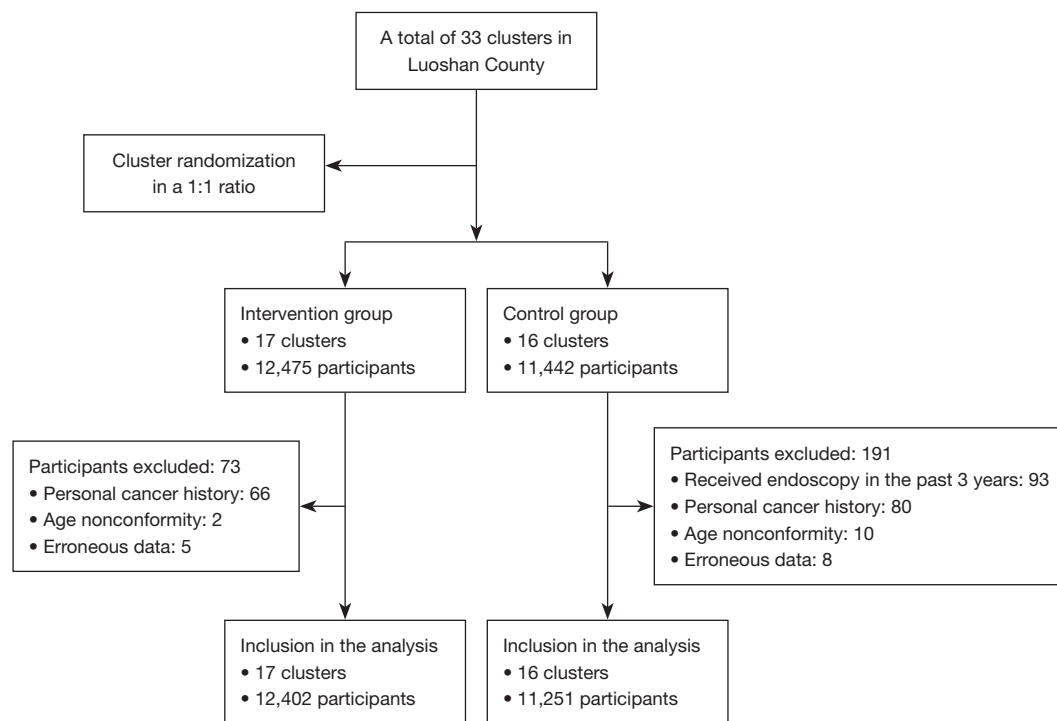 A total of 33 clusters in
Luoshan County
Cluster randomization
in a 1:1 ratio
Intervention group
• 17 clusters
• 12,475 participants
Control group
• 16 clusters
• 11,442 participants
Participants excluded: 73
• Personal cancer history: 66
• Age nonconformity: 2
• Erroneous data: 5
Participants excluded: 191
• Received endoscopy in the past 3 years: 93
• Personal cancer history: 80
• Age nonconformity: 10
• Erroneous data: 8
Inclusion in the analysis
• 17 clusters
• 12,402 participants
Inclusion in the analysis
• 16 clusters
• 11,251 participants